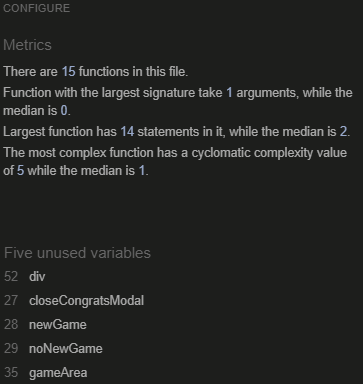 CONFIGURE
Metrics
There are 15 functions in this file.
Function with the largest signature take 1 arguments, while the
median is 0.
Largest function has 14 statements in it, while the median is 2.
The most complex function has a cyclomatic complexity value
of 5 while the median is 1.
Five unused variables
52 div
27 closeCongratsModal
28 newGame
29 noNewGame
35 gameArea